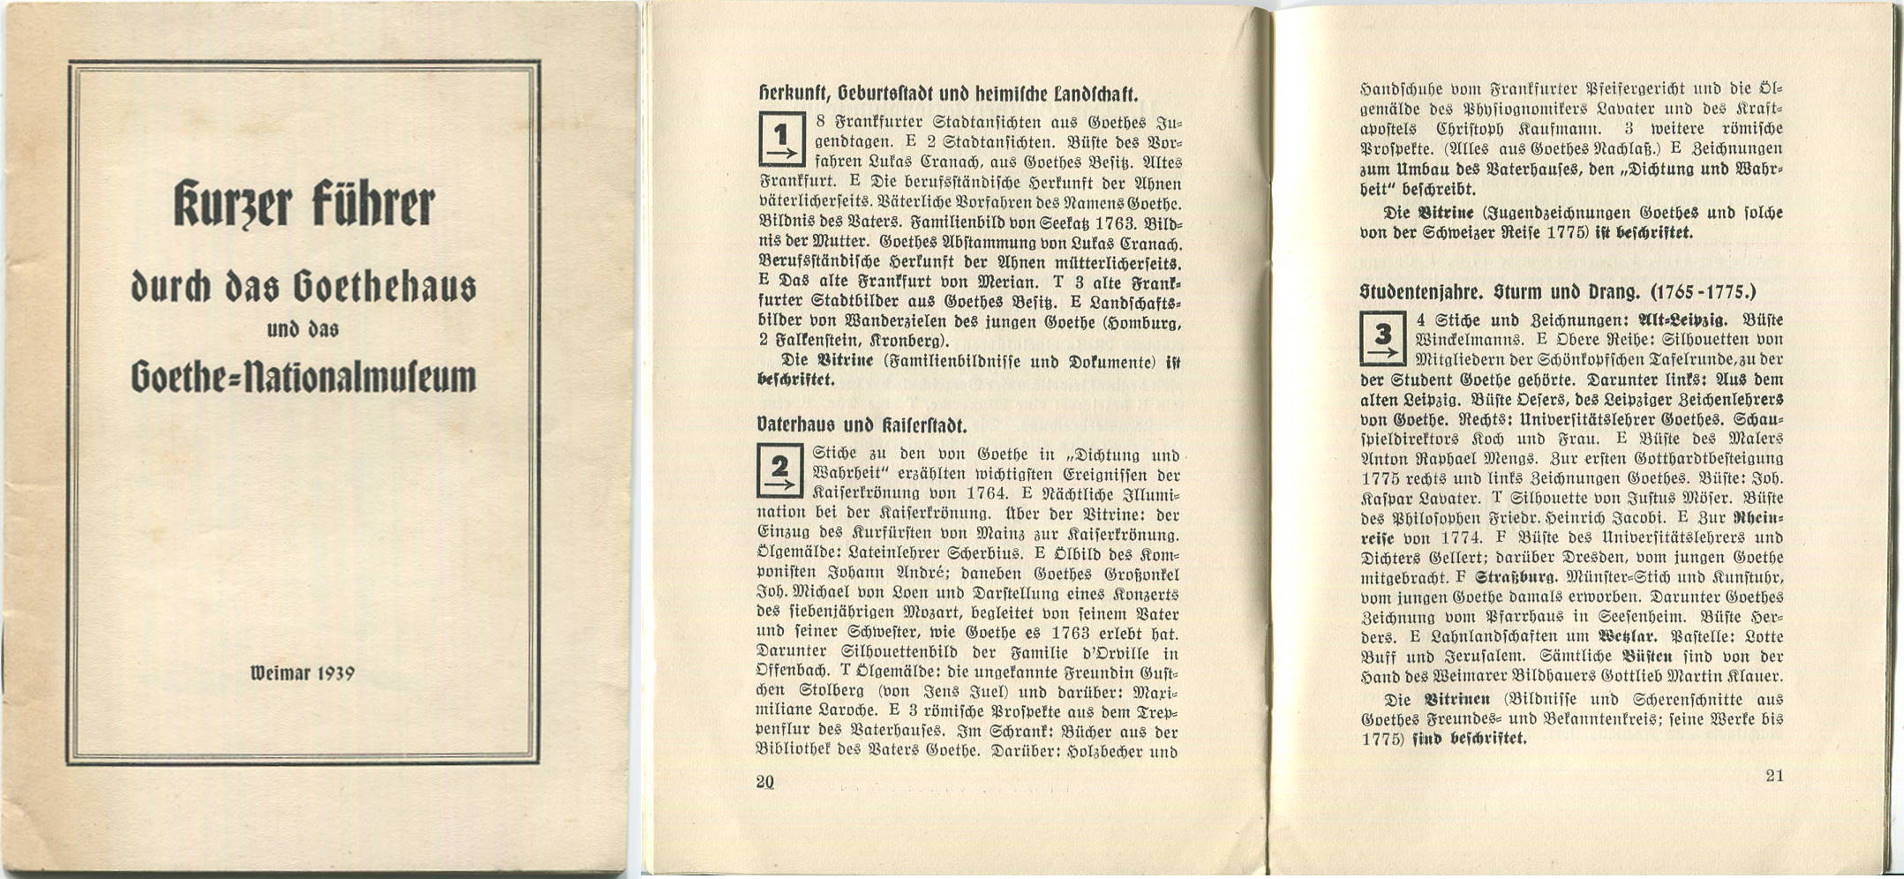 Kurzer Führer
durch das Goethehaus
und das
Goethe-Nationalmuseum
Weimar 1939
Herkunft, Geburtsstadt und heimische Landschaft.
1
8 Frankfurter Stadtansichten aus Goethes Ju-
gendtagen. E 2 Stadtansichten. Büste des Vor-
fahren Lukas Cranach, aus Goethes Besitz. Altes
Frankfurt. E Die berufsständische Herkunft der Ahnen
väterlicherseits. Väterliche Vorfahren des Namens Goethe.
Bildnis des Vaters. Familienbild von Seekatz 1763. Bild-
nis der Mutter. Goethes Abstammung von Lukas Cranach.
Berufsständische Herkunft der Ahnen mütterlicherseits.
E Das alte Frankfurt von Merian. T 3 alte Frank-
furter Stadtbilder aus Goethes Besitz. E Landschafts-
bilder von Wanderzielen des jungen Goethe (Homburg,
2 Falkenstein, Kronberg).
Die Vitrine (Familienbildnisse und Dokumente) ist
beschriftet.
Vaterhaus und Kaiserstadt.
2
Stiche zu den von Goethe in „Dichtung und
Wahrheit“ erzählten wichtigsten Ereignissen der
Kaiserkrönung von 1764. E Nächtliche Illumi-
nation bei der Kaiserkrönung. Über der Vitrine: der
Einzug des Kurfürsten von Mainz zur Kaiserkrönung.
Ölgemälde: Lateinlehrer Scherbius. E Ölbild des Kom-
ponisten Johann André; daneben Goethes Großonkel
Joh. Michael von Loen und Darstellung eines Konzerts
des siebenjährigen Mozart, begleitet von seinem Vater
und seiner Schwester, wie Goethe es 1763 erlebt hat.
Darunter Silhouettenbild der Familie d'Orville in
Offenbach. T Ölgemälde: die ungekannte Freundin Gust-
chen Stolberg (von Jens Juel) und darüber: Maxi-
miliane Laroche. E 3 römische Prospekte aus dem Trep-
penflur des Vaterhauses. Im Schrank: Bücher aus der
Bibliothek des Vaters Goethe. Darüber: Holzbecher und
20
Handschuhe vom Frankfurter Pfeifergericht und die Öl-
gemälde des Physiognomikers Lavater und des Kraft-
apostels Christoph Kaufmann. 3 weitere römische
Prospekte. (Alles aus Goethes Nachlaß.) E Zeichnungen
zum Umbau des Vaterhauses, den „Dichtung und Wahr-
heit“ beschreibt.
Die Vitrine (Jugendzeichnungen Goethes und solche
von der Schweizer Reise 1775) ist beschriftet.
Studentenjahre. Sturm und Drang. (1765-1775.)
3
4 Stiche und Zeichnungen: Alt-Leipzig. Büste
Winckelmanns. E Obere Reihe: Silhouetten von
Mitgliedern der Schönkopfschen Tafelrunde, zu der
der Student Goethe gehörte. Darunter links: Aus dem
alten Leipzig. Büste Oesers, des Leipziger Zeichenlehrers
von Goethe. Rechts: Universitätslehrer Goethes. Schau-
spieldirektors Koch und Frau. E Büste des Malers
Anton Raphael Mengs. Zur ersten Gotthardtbesteigung
1775 rechts und links Zeichnungen Goethes. Büste: Joh.
Kaspar Lavater. T Silhouette von Justus Möser. Büste
des Philosophen Friedr. Heinrich Jacobi. E Zur Rhein-
reise von 1774. F Büste des Universitätslehrers und
Dichters Gellert; darüber Dresden, vom jungen Goethe
mitgebracht. F Straßburg. Münster-Stich und Kunstuhr,
vom jungen Goethe damals erworben. Darunter Goethes
Zeichnung vom Pfarrhaus in Seesenheim. Büste Her-
ders. E Lahnlandschaften um Wetzlar. Pastelle: Lotte
Buff und Jerusalem. Sämtliche Büsten sind von der
Hand des Weimarer Bildhauers Gottlieb Martin Klauer.
Die Vitrinen (Bildnisse und Scherenschnitte aus
Goethes Freundes- und Bekanntenkreis; seine Werke bis
1775) sind beschriftet.
21